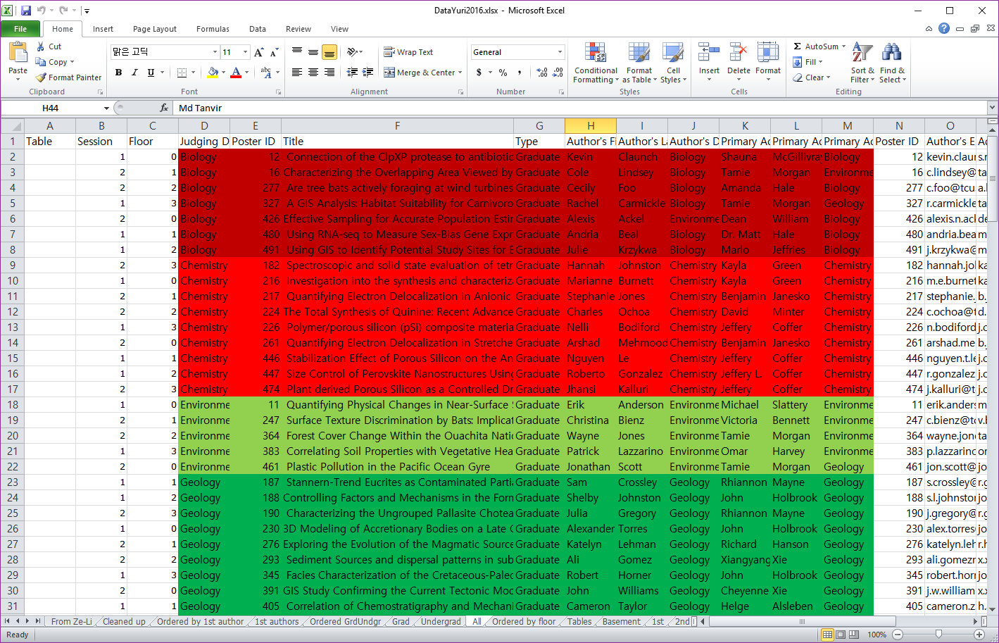 DataYuri2016.xlsx - Microsoft Excel
File Home Insert Page Layout Formulas Data Review View
Paste Cut Copy Format Painter Clipboard
맑은 고딕 11 Font
Wrap Text Merge & Center Alignment
General $ % , Number
Conditional Formatting Format as Table Cell Styles Styles
Insert Delete Format Cells
Σ AutoSum Fill Clear Sort & Filter Find & Select Editing
H44 fx Md Tanvir
A B C D E F G H I J K L M N O
1 Table Session Floor Judging D Poster ID Title Type Author's Fi Author's La Author's D Primary Ad Primary Ad Primary Ad Poster ID Author's E Ad
2 1 0 Biology 12 Connection of the ClpXP protease to antibiotic Graduate Kevin Claunch Biology Shauna McGillivra Biology 12 kevin.claun s.r
3 2 1 Biology 16 Characterizing the Overlapping Area Viewed by Graduate Cole Lindsey Biology Tamie Morgan Environme 16 c.lindsey@ ta
4 2 2 Biology 277 Are tree bats actively foraging at wind turbines Graduate Cecily Foo Biology Amanda Hale Biology 277 c.foo@tcu. a.l
5 1 3 Biology 327 A GIS Analysis: Habitat Suitability for Carnivoro Graduate Rachel Carmickle Biology Tamie Morgan Geology 327 r.carmickle ta
6 2 0 Biology 426 Effective Sampling for Accurate Population Estir Graduate Alexis Ackel Environme Dean William Biology 426 alexis.n.acl de
7 1 1 Biology 480 Using RNA-seq to Measure Sex-Bias Gene Expr Graduate Andria Beal Biology Dr. Matt Hale Biology 480 andria.bea m
8 1 2 Biology 491 Using GIS to Identify Potential Study Sites for E Graduate Julie Krzykwa Biology Marlo Jeffries Biology 491 j.krzykwa@ m
9 2 3 Chemistry 182 Spectroscopic and solid state evaluation of tetr Graduate Hannah Johnston Chemistry Kayla Green Chemistry 182 hannah.jol ka
10 1 0 Chemistry 216 Investigation into the synthesis and characteriza Graduate Marianne Burnett Chemistry Kayla Green Chemistry 216 m.e.burnet ka
11 2 1 Chemistry 217 Quantifying Electron Delocalization in Anionic Graduate Stephanie Jones Chemistry Benjamin Janesko Chemistry 217 stephanie. b.
12 2 2 Chemistry 224 The Total Synthesis of Quinine: Recent Advance Graduate Charles Ochoa Chemistry David Minter Chemistry 224 c.ochoa@t d.
13 1 3 Chemistry 226 Polymer/porous silicon (pSi) composite materia Graduate Nelli Bodiford Chemistry Jeffery Coffer Chemistry 226 n.bodiford j.c
14 2 0 Chemistry 261 Quantifying Electron Delocalization in Stretche Graduate Arshad Mehmood Chemistry Benjamin Janesko Chemistry 261 arshad.me b.
15 1 1 Chemistry 446 Stabilization Effect of Porous Silicon on the An Graduate Nguyen Le Chemistry Jeffery Coffer Chemistry 446 nguyen.t.le j.c
16 1 2 Chemistry 447 Size Control of Perovskite Nanostructures Using Graduate Roberto Gonzalez Chemistry Jeffery L. Coffer Chemistry 447 r.gonzalez j.c
17 2 3 Chemistry 474 Plant derived Porous Silicon as a Controlled Dr Graduate Jhansi Kalluri Chemistry Jeffery Coffer Chemistry 474 j.kalluri@t j.c
18 1 0 Environme 11 Quantifying Physical Changes in Near-Surface Graduate Erik Anderson Environme Michael Slattery Environme 11 erik.anders m
19 2 1 Environme 247 Surface Texture Discrimination by Bats: Implicat Graduate Christina Bienz Environme Victoria Bennett Environme 247 c.bienz@tc v.b
20 2 2 Environme 364 Forest Cover Change Within the Ouachita Natio Graduate Wayne Jones Environme Tamie Morgan Environme 364 wayne.jon ta
21 1 3 Environme 383 Correlating Soil Properties with Vegetative Hea Graduate Patrick Lazzarino Environme Omar Harvey Environme 383 p.lazzarino o
22 2 0 Environme 461 Plastic Pollution in the Pacific Ocean Gyre Graduate Jonathan Scott Environme Tamie Morgan Geology 461 jon.scott@ jo
23 1 1 Geology 187 Stannern-Trend Eucrites as Contaminated Parti Graduate Sam Crossley Geology Rhiannon Mayne Geology 187 s.crossley@ r.g
24 1 2 Geology 188 Controlling Factors and Mechanisms in the Forn Graduate Shelby Johnston Geology John Holbrook Geology 188 s.l.johnstor jo
25 2 3 Geology 190 Characterizing the Ungrouped Pallasite Chotea Graduate Julia Gregory Geology Rhiannon Mayne Geology 190 j.gregory@ r.g
26 1 0 Geology 230 3D Modeling of Accretionary Bodies on a Late C Graduate Alexander Torres Geology John Holbrook Geology 230 alex.torres jo
27 2 1 Geology 276 Exploring the Evolution of the Magmatic Source Graduate Katelyn Lehman Geology Richard Hanson Geology 276 katelyn.leh r.h
28 2 2 Geology 293 Sediment Sources and dispersal patterns in sub Graduate Ali Gomez Geology Xiangyang Xie Geology 293 ali.gomezr x.x
29 1 3 Geology 345 Facies Characterization of the Cretaceous-Paleo Graduate Robert Horner Geology John Holbrook Geology 345 robert.horr jo
30 2 0 Geology 391 GIS Study Confirming the Current Tectonic Moc Graduate John Williams Geology Cheyenne Xie Geology 391 j.w.william x.x
31 1 1 Geology 405 Correlation of Chemostratigraphy and Mechani Graduate Cameron Taylor Geology Helge Alsleben Geology 405 cameron.z h.
From Ze-Li Cleaned up Ordered by 1st author 1st authors Ordered GrdUndgr Grad Undergrad All Ordered by floor Tables Basement 1st 2nd
Ready 100%